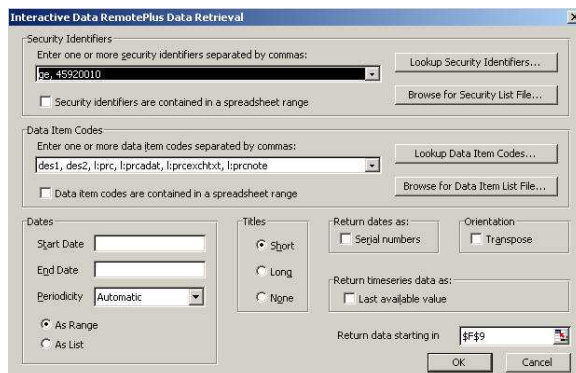 Interactive Data RemotePlus Data Retrieval
Security Identifiers
Enter one or more security identifiers separated by commas:
ge, 45920010
Lookup Security Identifiers...
Security identifiers are contained in a spreadsheet range
Browse for Security List File...
Data Item Codes
Enter one or more data item codes separated by commas:
des1, des2, l:prc, l:prcadat, l:prcexchtxt, l:prcnote
Lookup Data Item Codes...
Data item codes are contained in a spreadsheet range
Browse for Data Item List File...
Dates
Start Date
End Date
Periodicity Automatic
As Range
As List
Titles
Short
Long
None
Return dates as:
Serial numbers
Orientation
Transpose
Return timeseries data as:
Last available value
Return data starting in $F$9
OK Cancel